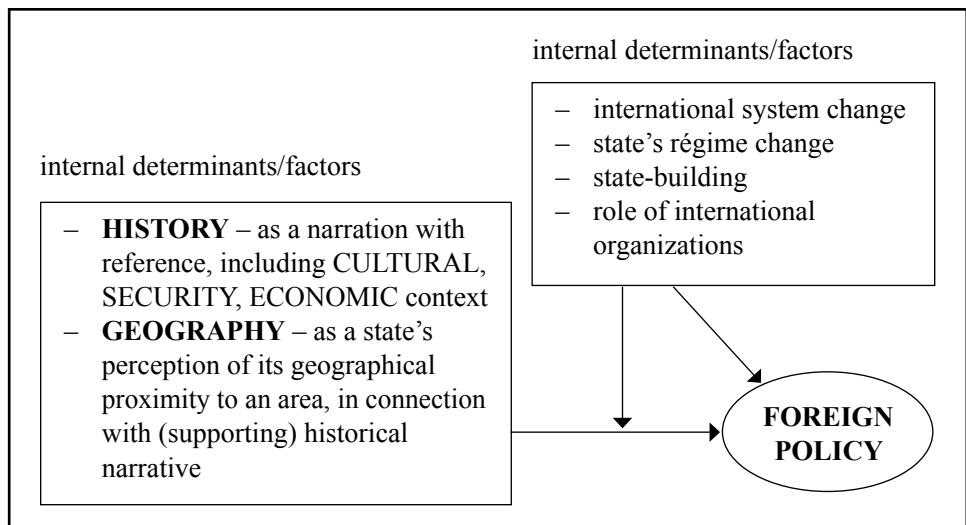 internal determinants/factors
– international system change
– state's régime change
– state-building
– role of international
organizations
internal determinants/factors
– HISTORY – as a narration with
reference, including CULTURAL,
SECURITY, ECONOMIC context
– GEOGRAPHY – as a state's
perception of its geographical
proximity to an area, in connection
with (supporting) historical
narrative
FOREIGN
POLICY